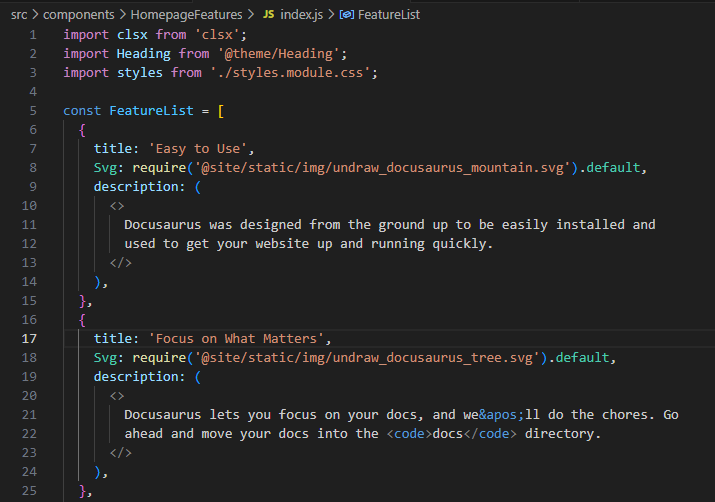 src > components > HomepageFeatures > JS index.js > FeatureList
1 import clsx from 'clsx';
2 import Heading from '@theme/Heading';
3 import styles from './styles.module.css';
4
5 const FeatureList = [
6   {
7     title: 'Easy to Use',
8     Svg: require('@site/static/img/undraw_docusaurus_mountain.svg').default,
9     description: (
10       <>
11         Docusaurus was designed from the ground up to be easily installed and
12         used to get your website up and running quickly.
13       </>
14     ),
15   },
16   {
17     title: 'Focus on What Matters',
18     Svg: require('@site/static/img/undraw_docusaurus_tree.svg').default,
19     description: (
20       <>
21         Docusaurus lets you focus on your docs, and we&apos;ll do the chores. Go
22         ahead and move your docs into the <code>docs</code> directory.
23       </>
24     ),
25   },